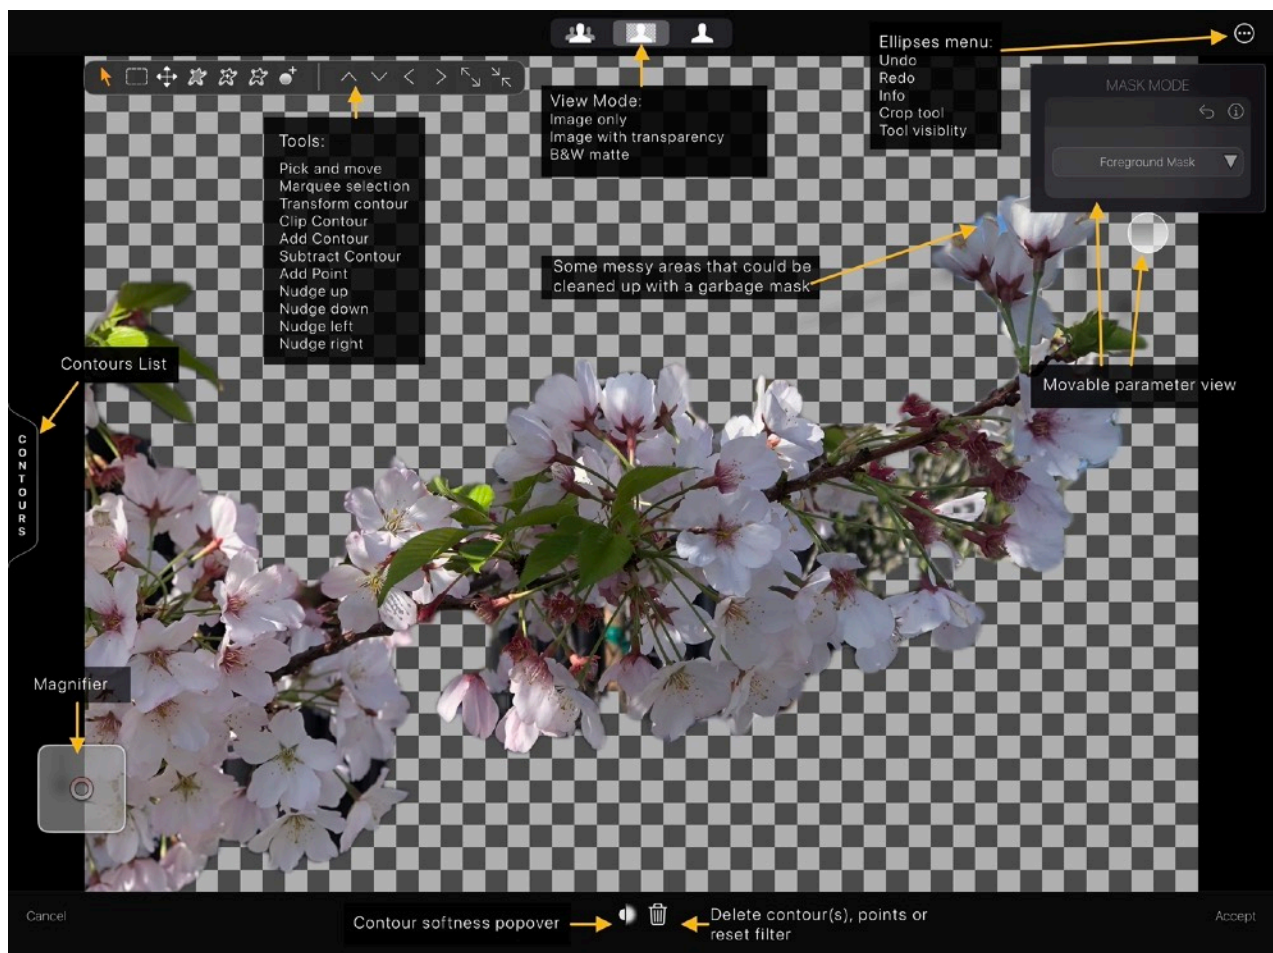 Ellipses menu:
Undo
Redo
Info
Crop tool
Tool visiblity
MASK MODE
Foreground Mask
View Mode:
Image only
Image with transparency
B&W matte
Tools:
Pick and move
Marquee selection
Transform contour
Clip Contour
Add Contour
Subtract Contour
Add Point
Nudge up
Nudge down
Nudge left
Nudge right
Some messy areas that could be
cleaned up with a garbage mask
Contours List
Movable parameter view
CONTOURS
Magnifier
Cancel
Contour softness popover
Delete contour(s), points or
reset filter
Accept